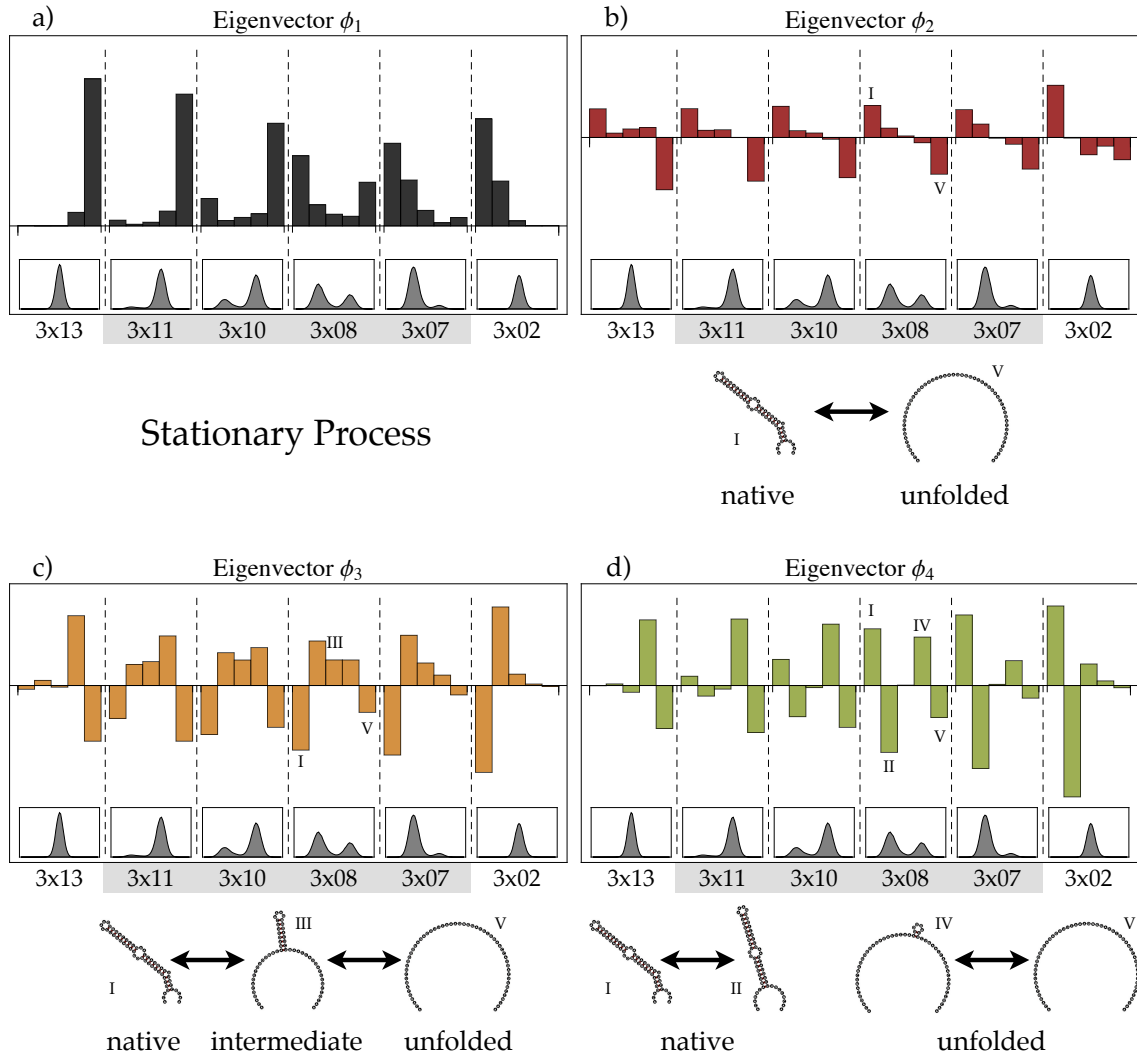 a)
Eigenvector ϕ1
3x13 3x11 3x10 3x08 3x07 3x02
Stationary Process
b)
Eigenvector ϕ2
I
V
3x13 3x11 3x10 3x08 3x07 3x02
V
I
native unfolded
c)
Eigenvector ϕ3
III
V
I
3x13 3x11 3x10 3x08 3x07 3x02
III V
I
native intermediate unfolded
d)
Eigenvector ϕ4
I
IV
V
II
3x13 3x11 3x10 3x08 3x07 3x02
IV V
I II
native unfolded